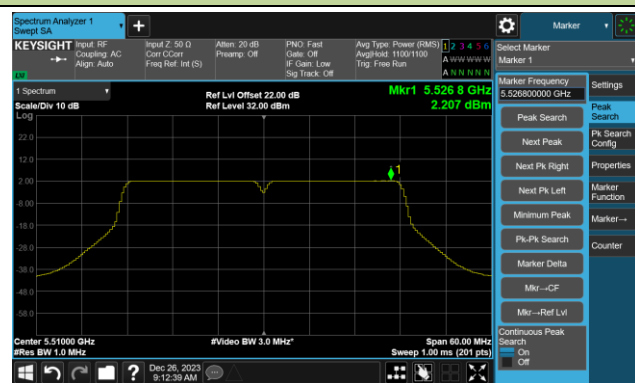 Spectrum Analyzer 1
Swept SA
+
Marker
KEYSIGHT
Input: RF
Coupling: AC
Align: Auto
Input Z: 50 Ω
Corr CCorr
Freq Ref: Int (S)
Atten: 20 dB
Preamp: Off
PNO: Fast
Gate: Off
IF Gain: Low
Sig Track: Off
Avg Type: Power (RMS)
Avg|Hold: 1100/1100
Trig: Free Run
1 2 3 4 5 6
A W W W W W
A N N N N N
Select Marker
Marker 1
1 Spectrum
Scale/Div 10 dB
Log
Ref Lvl Offset 22.00 dB
Ref Level 32.00 dBm
Mkr1 5.526 8 GHz
2.207 dBm
1
22.0
12.0
2.00
-8.00
-18.0
-28.0
-38.0
-48.0
-58.0
Center 5.51000 GHz
#Res BW 1.0 MHz
#Video BW 3.0 MHz*
Span 60.00 MHz
Sweep 1.00 ms (201 pts)
Marker Frequency
5.526800000 GHz
Peak Search
Next Peak
Next Pk Right
Next Pk Left
Minimum Peak
Pk-Pk Search
Marker Delta
Mkr→CF
Mkr→Ref Lvl
Continuous Peak
Search
On
Off
Settings
Peak
Search
Pk Search
Config
Properties
Marker
Function
Marker→
Counter
?
Dec 26, 2023
9:12:39 AM